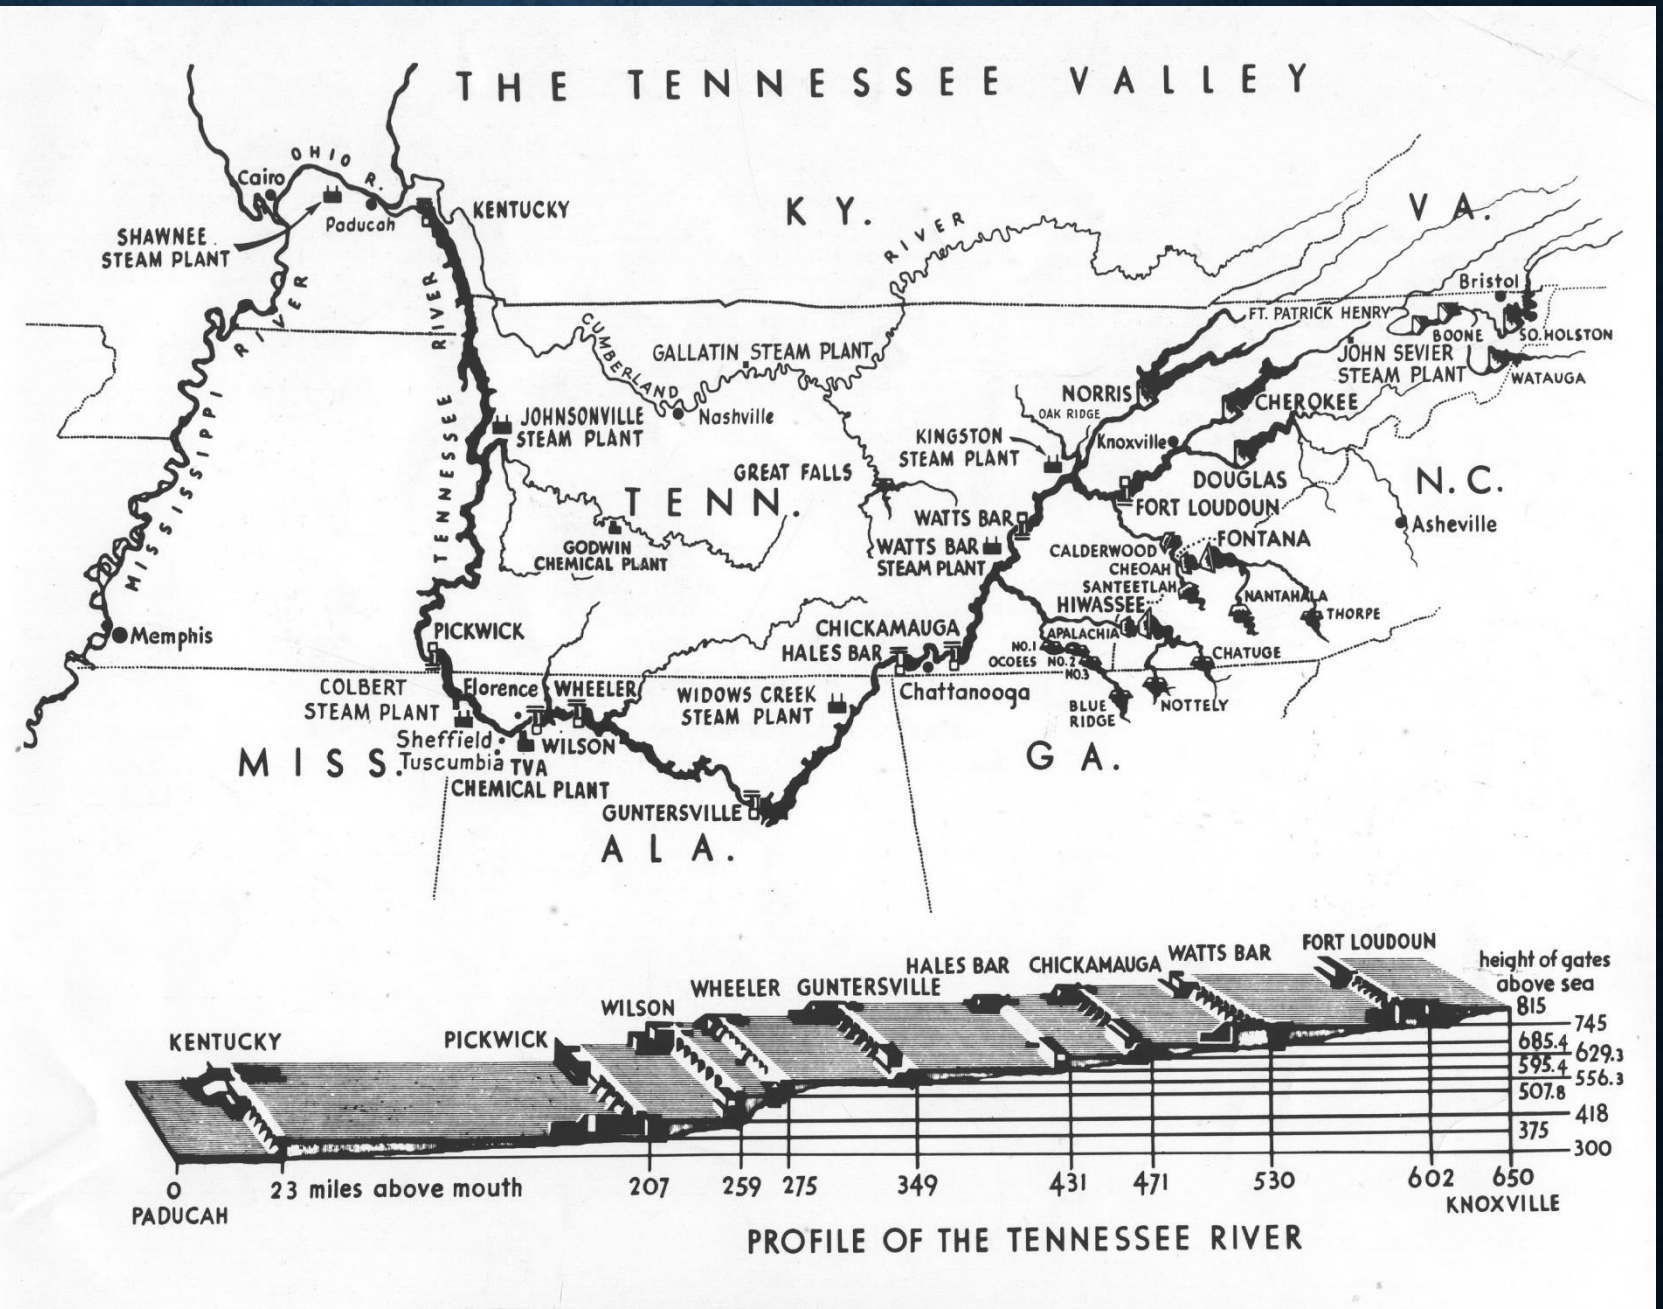 THE TENNESSEE VALLEY
OHIO R.
Cairo
Paducah
KENTUCKY
SHAWNEE
STEAM PLANT
KY.
RIVER
VA.
Bristol
MISSISSIPPI RIVER
TENNESSEE RIVER
CUMBERLAND
GALLATIN STEAM PLANT
Nashville
FT. PATRICK HENRY
BOONE
SO. HOLSTON
JOHN SEVIER
STEAM PLANT
WATAUGA
NORRIS
OAK RIDGE
CHEROKEE
JOHNSONVILLE
STEAM PLANT
KINGSTON
STEAM PLANT
Knoxville
GREAT FALLS
DOUGLAS
N.C.
TENN.
FORT LOUDOUN
WATTS BAR
Asheville
GODWIN
CHEMICAL PLANT
WATTS BAR
STEAM PLANT
CALDERWOOD
FONTANA
CHEOAH
SANTEETLAH
NANTAHALA
HIWASSEE
THORPE
Memphis
PICKWICK
CHICKAMAUGA
HALES BAR
APALACHIA
NO.1
OCOEES NO.2
NO.3
CHATUGE
COLBERT
STEAM PLANT
Florence
WHEELER
WIDOWS CREEK
STEAM PLANT
Chattanooga
BLUE
RIDGE
NOTTELY
Sheffield
WILSON
MISS.
Tuscumbia
TVA
CHEMICAL PLANT
GA.
GUNTERSVILLE
ALA.
FORT LOUDOUN
WATTS BAR
HALES BAR
CHICKAMAUGA
WHEELER
GUNTERSVILLE
WILSON
PICKWICK
KENTUCKY
height of gates
above sea
815
745
685.4
629.3
595.4
556.3
507.8
418
375
300
0
23 miles above mouth
207
259
275
349
431
471
530
602
650
PADUCAH
KNOXVILLE
PROFILE OF THE TENNESSEE RIVER